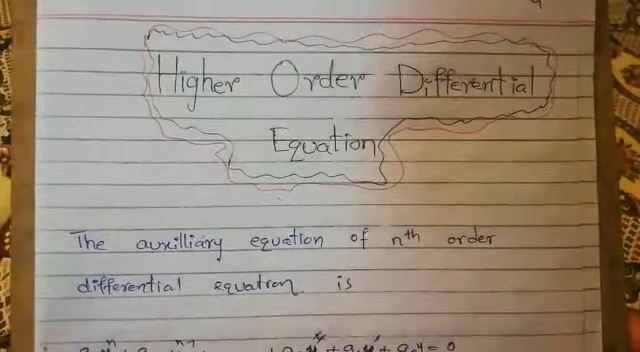 Higher Order Differential
Equation
The auxilliary equation of nth order
differential equation is